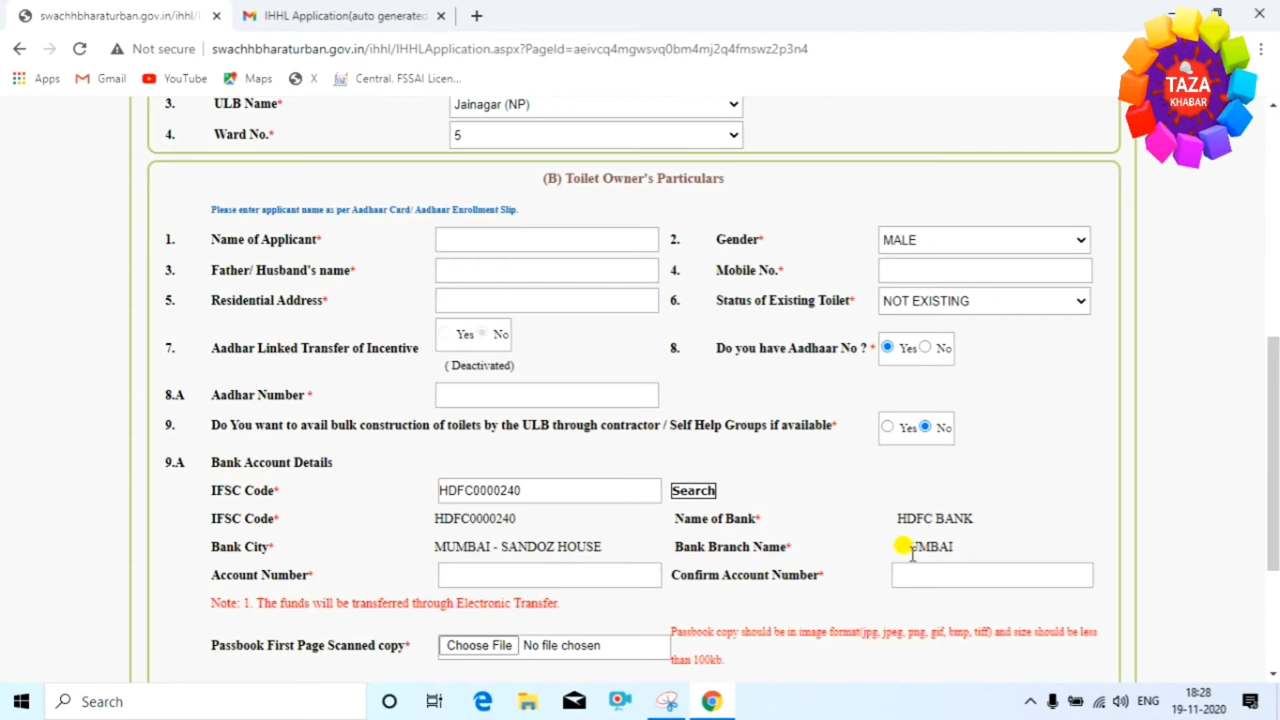 swachhbharaturban.gov.in/ihhl/I
IHHL Application(auto generated
Not secure swachhbharaturban.gov.in/ihhl/IHHLApplication.aspx?PageId=aeivcq4mgwsvq0bm4mj2q4fmswz2p3n4
Apps Gmail YouTube Maps X Central. FSSAI Licen...
TAZA
KHABAR
3. ULB Name* Jainagar (NP)
4. Ward No.* 5
(B) Toilet Owner's Particulars
Please enter applicant name as per Aadhaar Card/ Aadhaar Enrollment Slip.
1. Name of Applicant* 2. Gender* MALE
3. Father/ Husband's name* 4. Mobile No.*
5. Residential Address* 6. Status of Existing Toilet* NOT EXISTING
7. Aadhar Linked Transfer of Incentive Yes No 8. Do you have Aadhaar No ? * Yes No
( Deactivated)
8.A Aadhar Number *
9. Do You want to avail bulk construction of toilets by the ULB through contractor / Self Help Groups if available* Yes No
9.A Bank Account Details
IFSC Code* HDFC0000240 Search
IFSC Code* HDFC0000240 Name of Bank* HDFC BANK
Bank City* MUMBAI - SANDOZ HOUSE Bank Branch Name*
Account Number* Confirm Account Number*
Note: 1. The funds will be transferred through Electronic Transfer.
Passbook First Page Scanned copy* Choose File No file chosen Passbook copy should be in image format(jpg, jpeg, png, gif, bmp, tiff) and size should be less
than 100kb.
Search ENG 18:28
19-11-2020